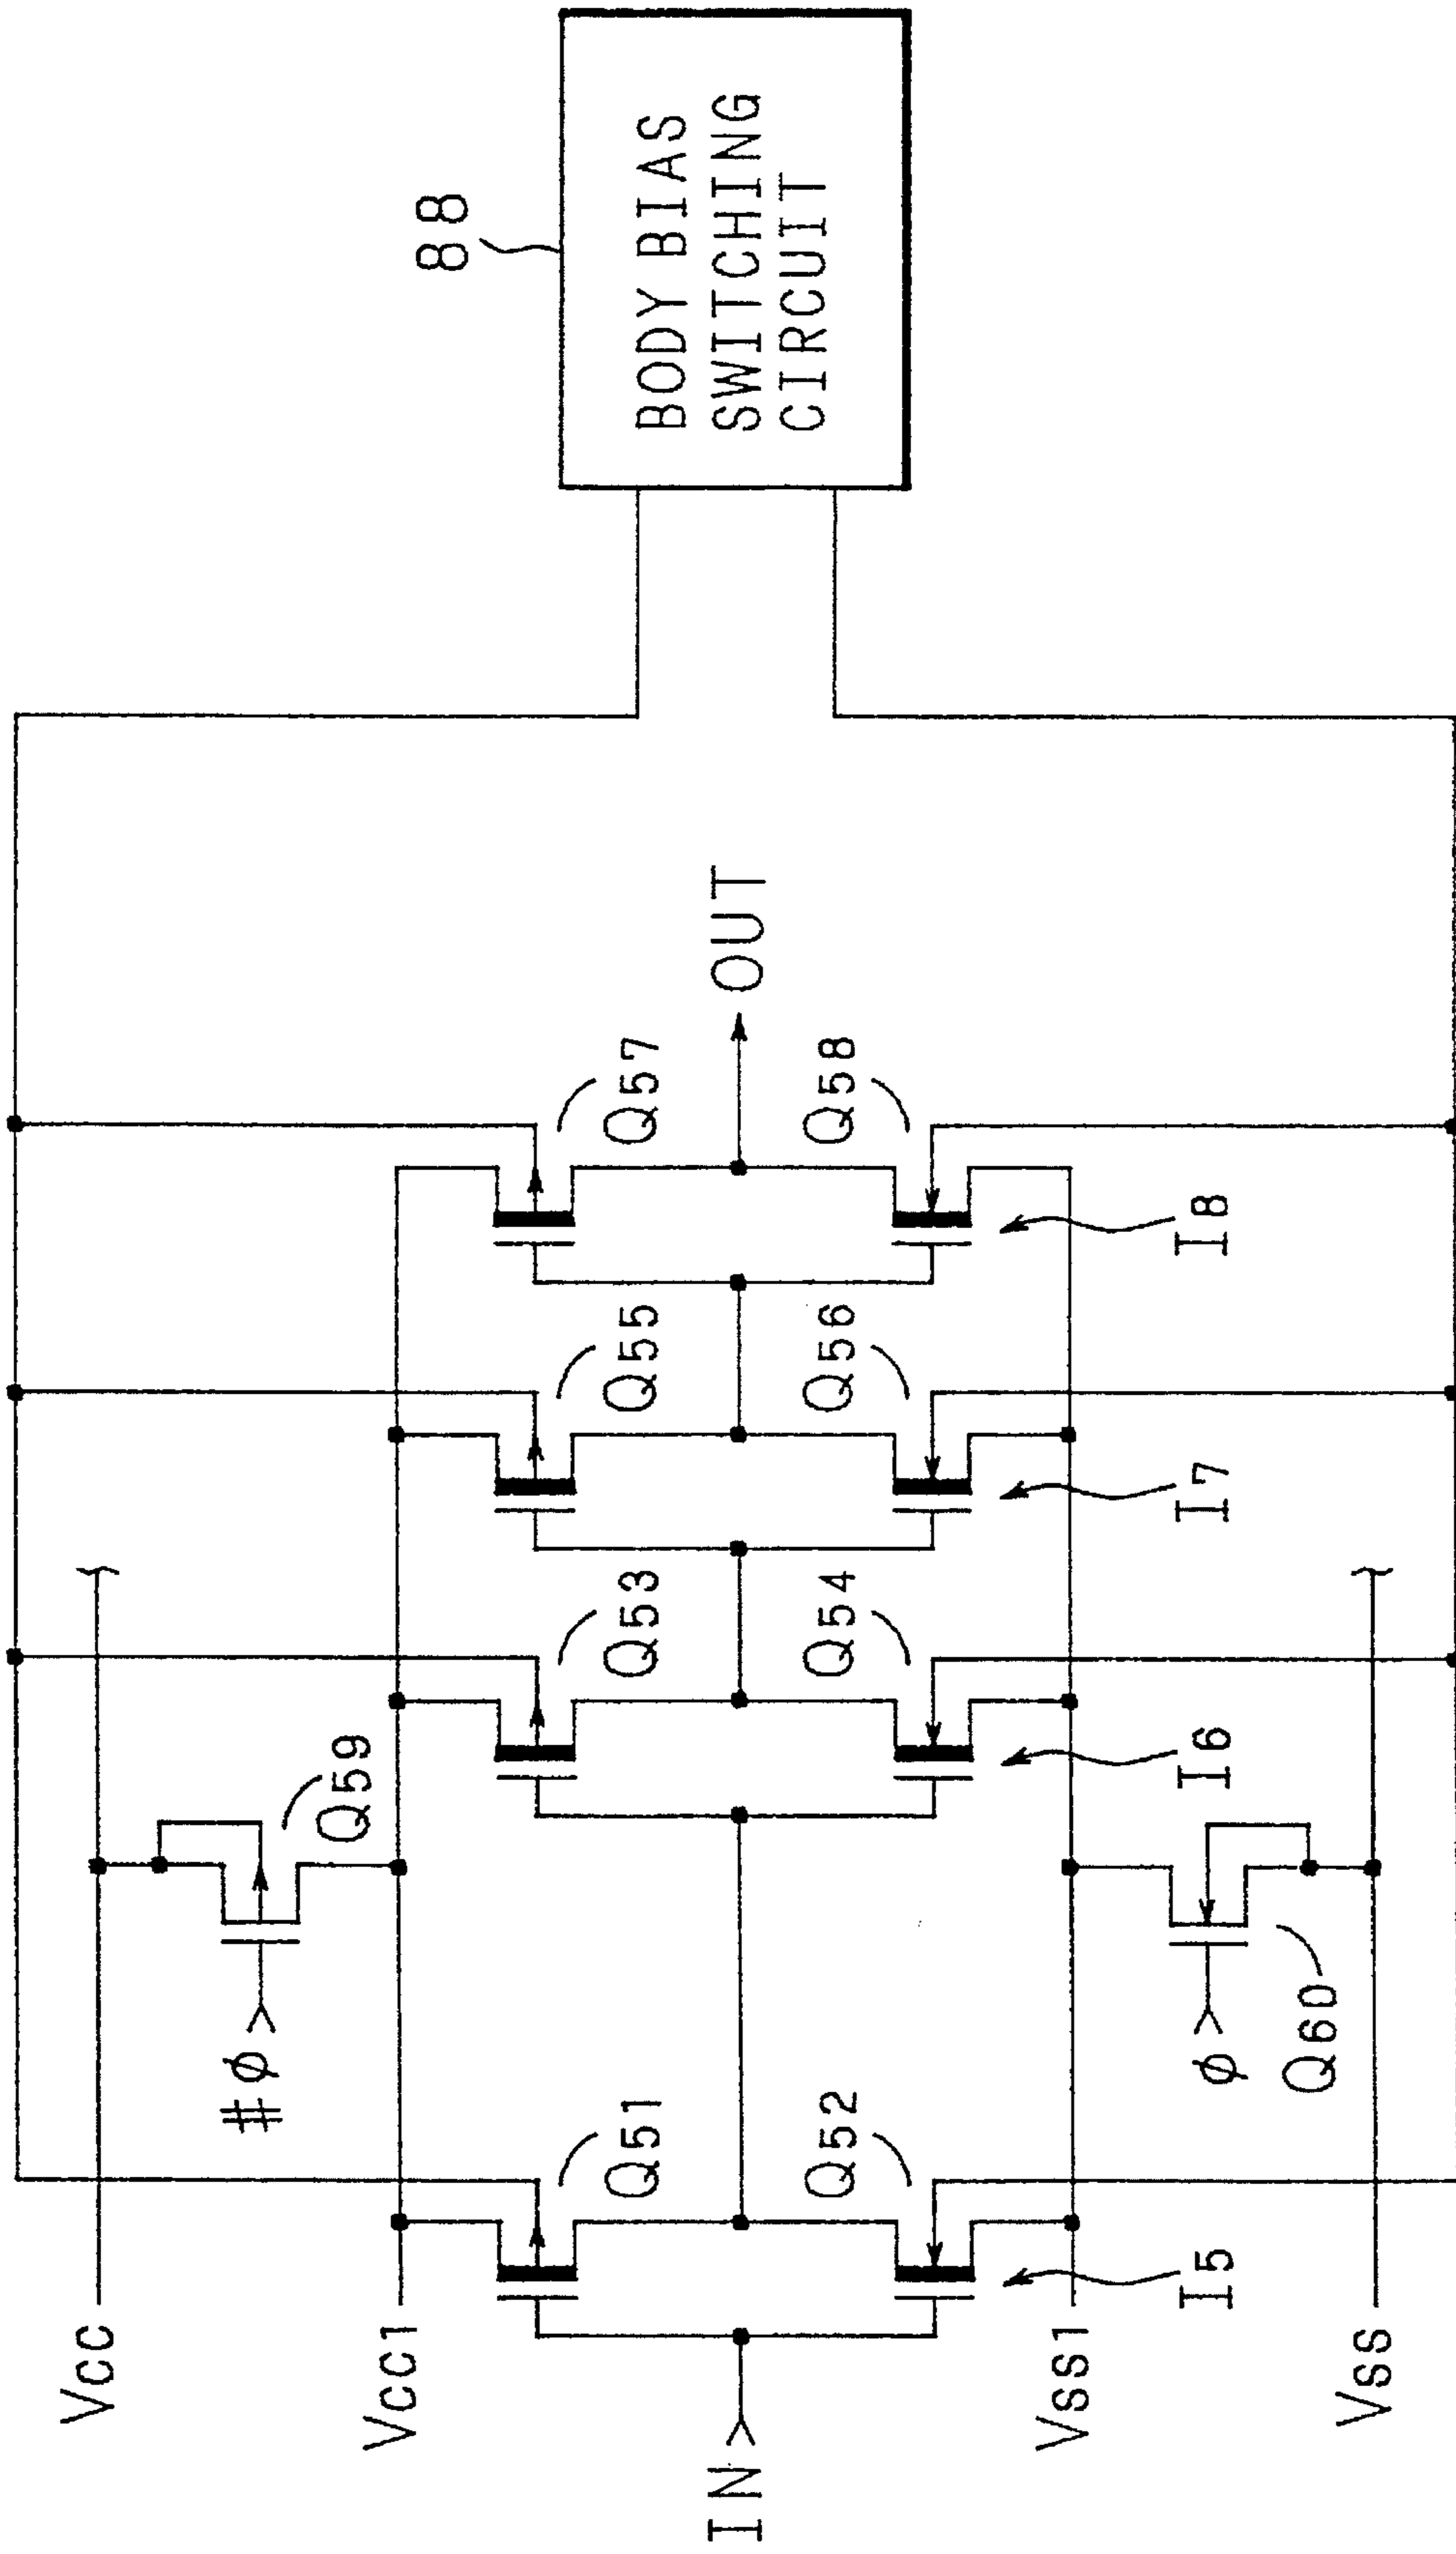 Vcc
#φ
Q59
Vcc1
Q51
Q53
Q55
Q57
IN
OUT
Q52
Q54
Q56
Q58
Vss1
I5
I6
I7
I8
φ
Q60
Vss
88
BODY BIAS
SWITCHING
CIRCUIT